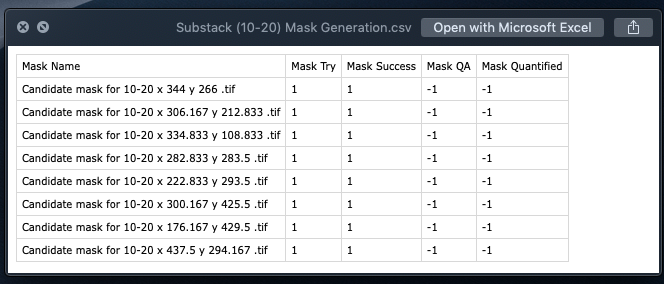 Substack (10-20) Mask Generation.csv Open with Microsoft Excel
Mask Name Mask Try Mask Success Mask QA Mask Quantified
Candidate mask for 10-20 x 344 y 266 .tif 1 1 -1 -1
Candidate mask for 10-20 x 306.167 y 212.833 .tif 1 1 -1 -1
Candidate mask for 10-20 x 334.833 y 108.833 .tif 1 1 -1 -1
Candidate mask for 10-20 x 282.833 y 283.5 .tif 1 1 -1 -1
Candidate mask for 10-20 x 222.833 y 293.5 .tif 1 1 -1 -1
Candidate mask for 10-20 x 300.167 y 425.5 .tif 1 1 -1 -1
Candidate mask for 10-20 x 176.167 y 429.5 .tif 1 1 -1 -1
Candidate mask for 10-20 x 437.5 y 294.167 .tif 1 1 -1 -1